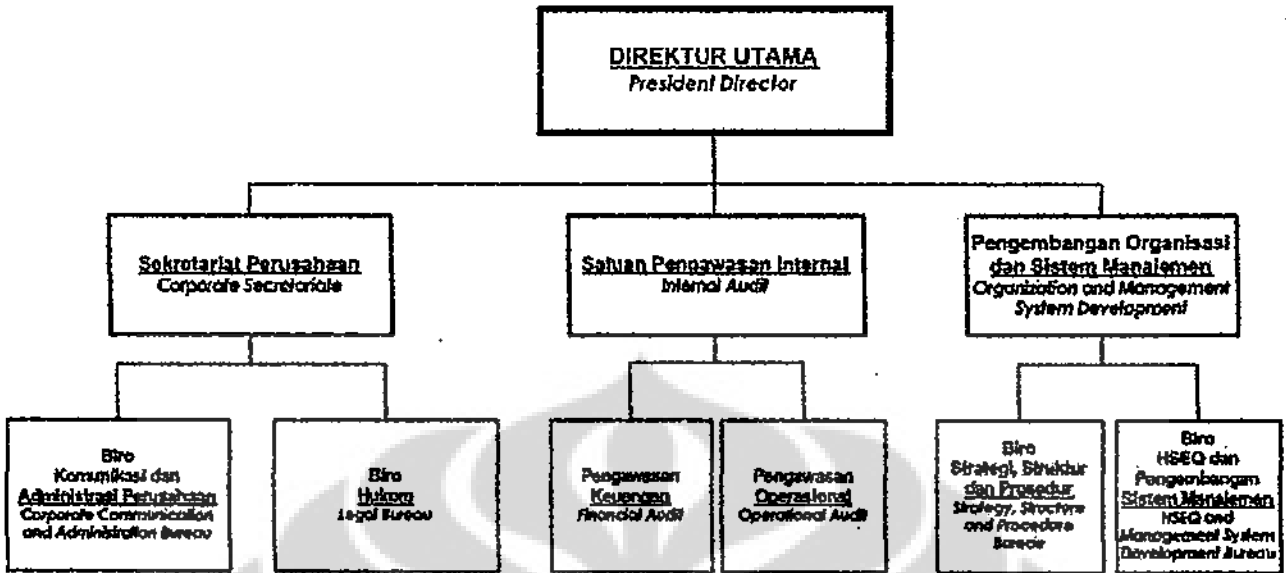 DIREKTUR UTAMA
President Director
Sekretariat Perusahaan
Corporate Secretariate
Satuan Pengawasan Internal
Internal Audit
Pengembangan Organisasi
dan Sistem Manajemen
Organization and Management
System Development
Biro
Komunikasi dan
Administrasi Perusahaan
Corporate Communication
and Administration Bureau
Biro
Hukum
Legal Bureau
Pengawasan
Keuangan
Financial Audit
Pengawasan
Operasional
Operational Audit
Biro
Strategi, Struktur
dan Prosedur
Strategy, Structure
and Procedure
Bureau
Biro
HSEQ dan
Pengembangan
Sistem Manajemen
HSEQ and
Management System
Development Bureau